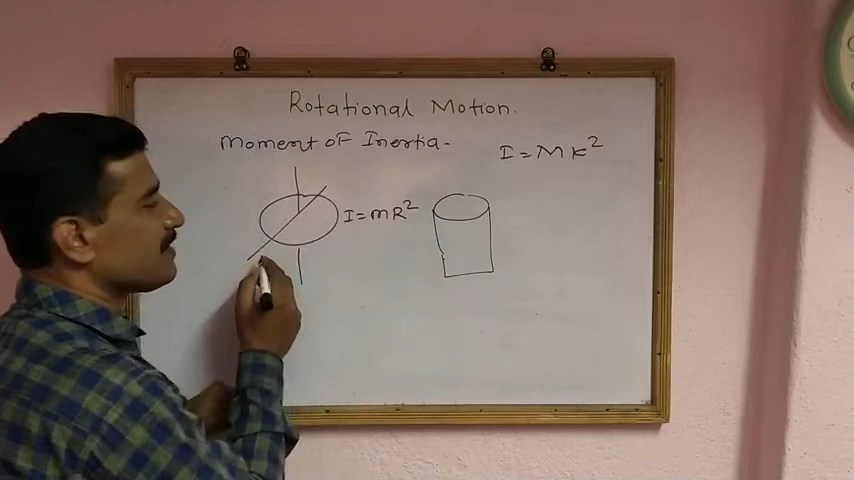 Rotational Motion.
Moment of Inertia.
I = MK²
I = mR²